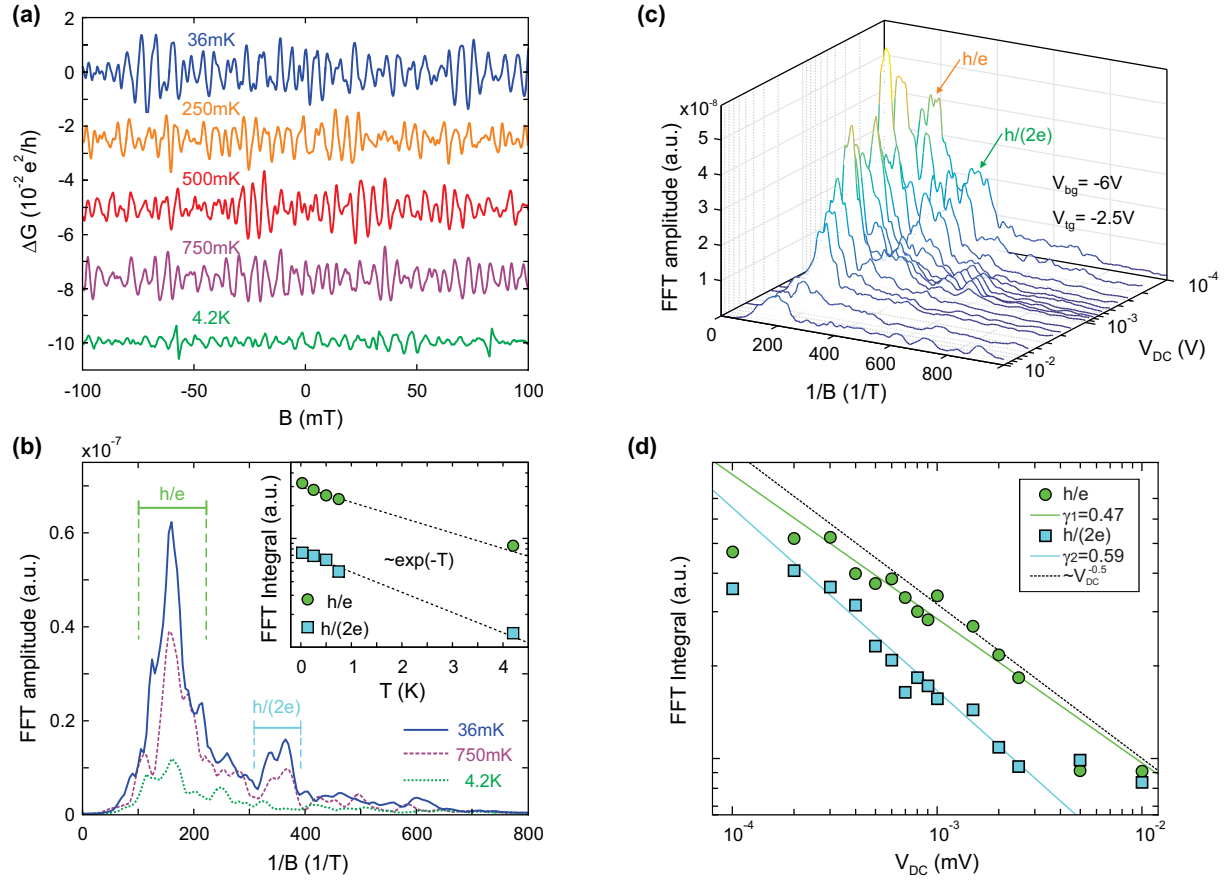 (a)
2
0
-2
-4
-6
-8
-10
ΔG (10⁻² e²/h)
36mK
250mK
500mK
750mK
4.2K
-100
-50
0
50
100
B (mT)
(b)
x10⁻⁷
0.6
0.4
0.2
0
FFT amplitude (a.u.)
h/e
h/(2e)
36mK
750mK
4.2K
0
200
400
600
800
1/B (1/T)
FFT Integral (a.u.)
~exp(-T)
h/e
h/(2e)
0
1
2
3
4
T (K)
(c)
x10⁻⁸
5
4
3
2
1
0
FFT amplitude (a.u.)
h/e
h/(2e)
V_bg= -6V
V_tg= -2.5V
200
400
600
800
1/B (1/T)
10⁻²
10⁻³
10⁻⁴
V_DC (V)
(d)
FFT Integral (a.u.)
h/e
γ₁=0.47
h/(2e)
γ₂=0.59
~V_DC^-0.5
10⁻⁴
10⁻³
10⁻²
V_DC (mV)